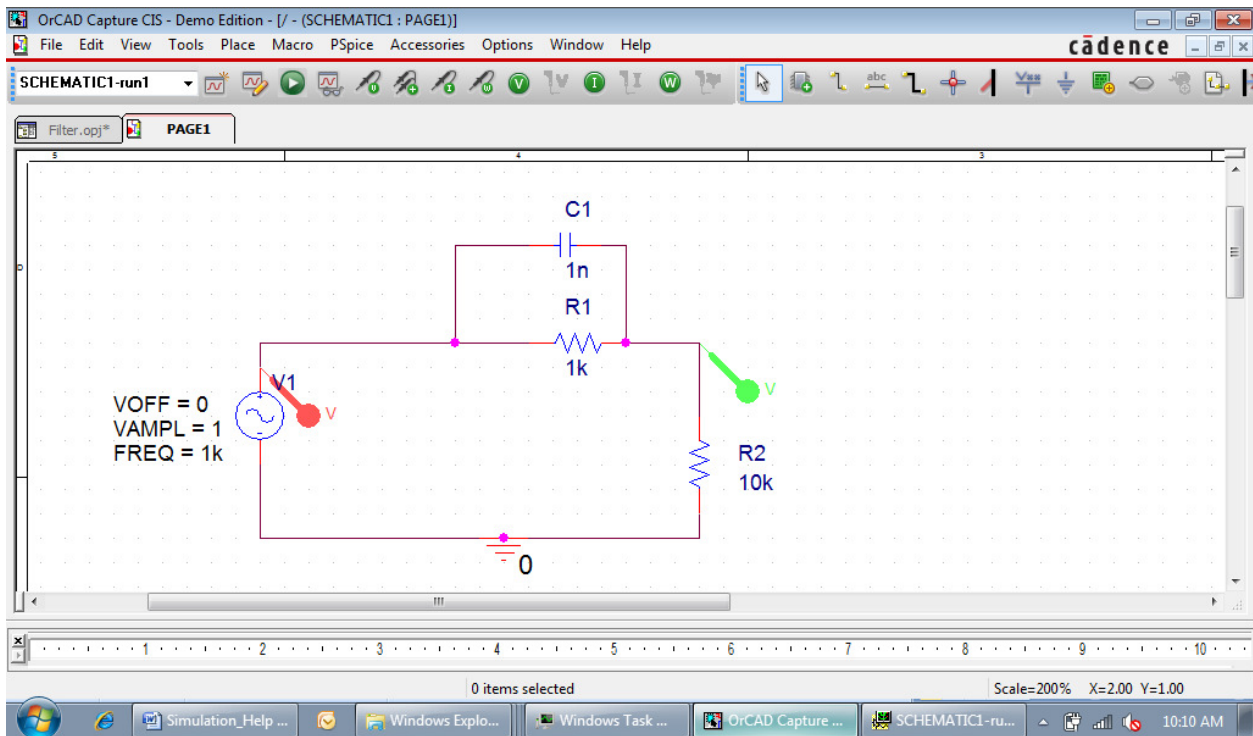 OrCAD Capture CIS - Demo Edition - [/ - (SCHEMATIC1 : PAGE1)]
File Edit View Tools Place Macro PSpice Accessories Options Window Help
cādence
SCHEMATIC1-run1
Filter.opj*
PAGE1
5 4 3
C1
1n
R1
1k
V1
V
V
VOFF = 0
VAMPL = 1
FREQ = 1k
R2
10k
0
1 2 3 4 5 6 7 8 9 10
0 items selected
Scale=200% X=2.00 Y=1.00
Simulation_Help ...
Windows Explo...
Windows Task ...
OrCAD Capture ...
SCHEMATIC1-ru...
10:10 AM